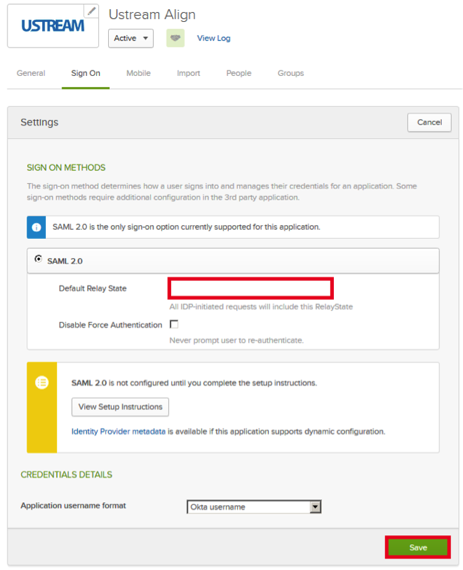 USTREAM
Ustream Align
Active
View Log
General
Sign On
Mobile
Import
People
Groups
Settings
Cancel
SIGN ON METHODS
The sign-on method determines how a user signs into and manages their credentials for an application. Some
sign-on methods require additional configuration in the 3rd party application.
SAML 2.0 is the only sign-on option currently supported for this application.
SAML 2.0
Default Relay State
All IDP-initiated requests will include this RelayState
Disable Force Authentication
Never prompt user to re-authenticate.
SAML 2.0 is not configured until you complete the setup instructions.
View Setup Instructions
Identity Provider metadata is available if this application supports dynamic configuration.
CREDENTIALS DETAILS
Application username format
Okta username
Save